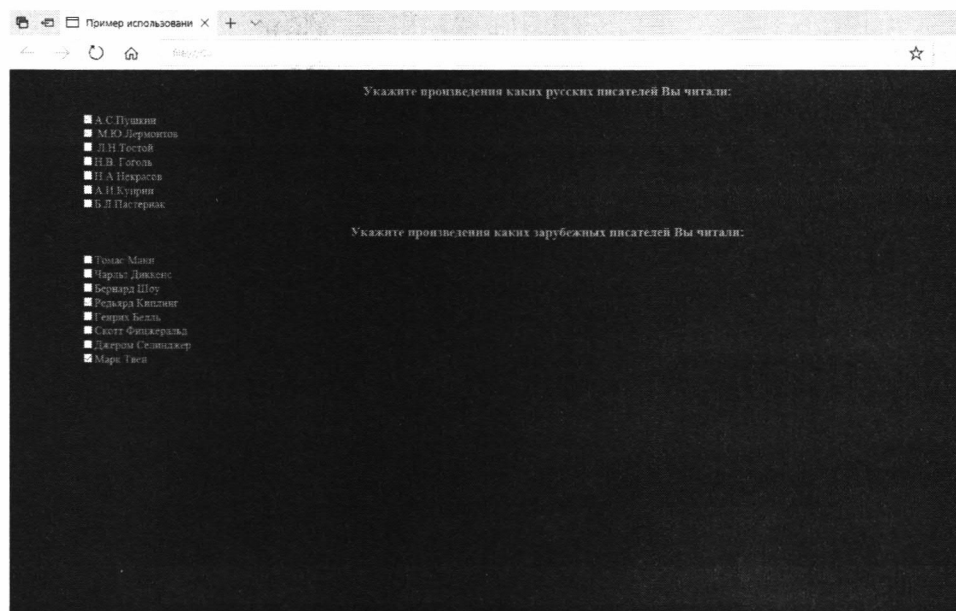 Пример использовани
Укажите произведения каких русских писателей Вы читали:
А.С.Пушкин
М.Ю.Лермонтов
Л.Н.Тостой
Н.В. Гоголь
Н.А.Некрасов
А.И.Куприн
Б.Л.Пастернак
Укажите произведения каких зарубежных писателей Вы читали:
Томас Манн
Чарльз Диккенс
Бернард Шоу
Редьярд Киплинг
Генрих Белль
Скотт Фицжеральд
Джером Селинджер
Марк Твен